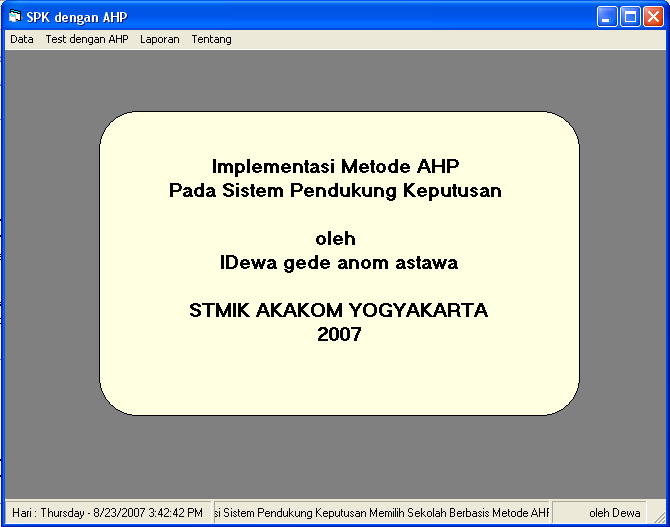 SPK dengan AHP
Data Test dengan AHP Laporan Tentang
Implementasi Metode AHP
Pada Sistem Pendukung Keputusan
oleh
IDewa gede anom astawa
STMIK AKAKOM YOGYAKARTA
2007
Hari : Thursday - 8/23/2007 3:42:42 PM si Sistem Pendukung Keputusan Memilih Sekolah Berbasis Metode AHP oleh Dewa